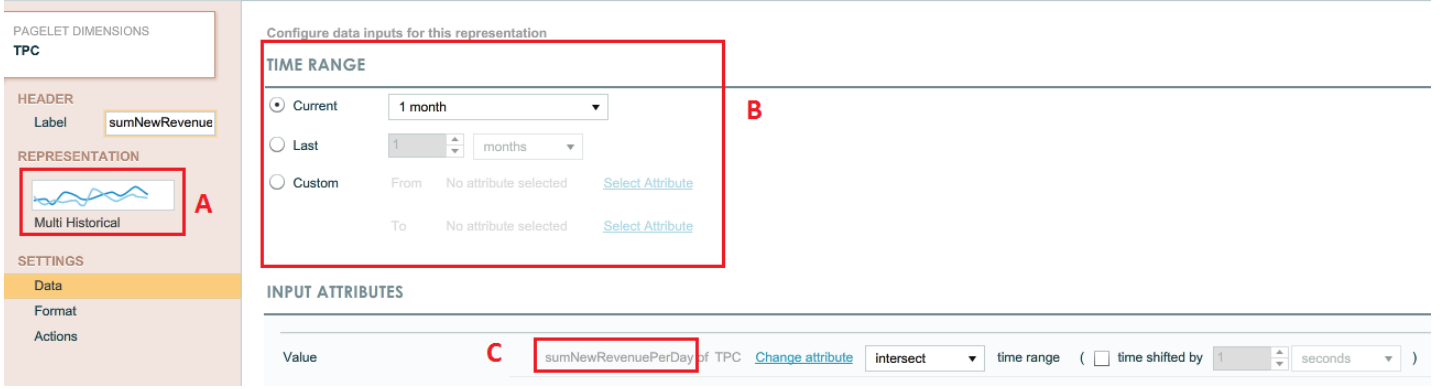 PAGELET DIMENSIONS
TPC
HEADER
Label sumNewRevenue
REPRESENTATION
A
Multi Historical
SETTINGS
Data
Format
Actions
Configure data inputs for this representation
TIME RANGE
Current 1 month
B
Last 1 months
Custom From No attribute selected Select Attribute
To No attribute selected Select Attribute
INPUT ATTRIBUTES
Value C sumNewRevenuePerDay of TPC Change attribute intersect time range ( time shifted by 1 seconds )